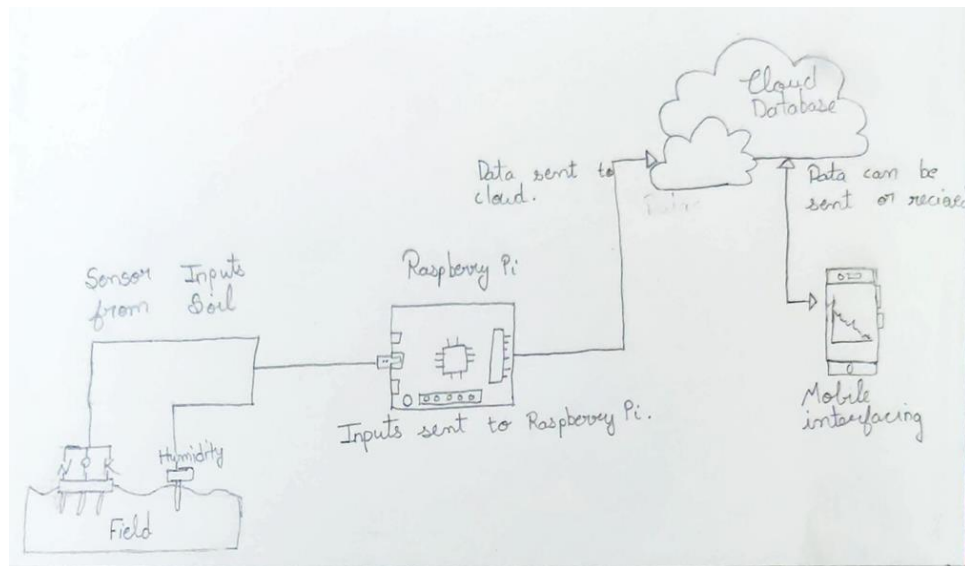 Cloud
Database
Data sent to
cloud.
Data can be
sent or recieved
Sensor Inputs
from Soil
Raspberry Pi
Inputs sent to Raspberry Pi.
Mobile
interfacing
N P K
Humidity
Field